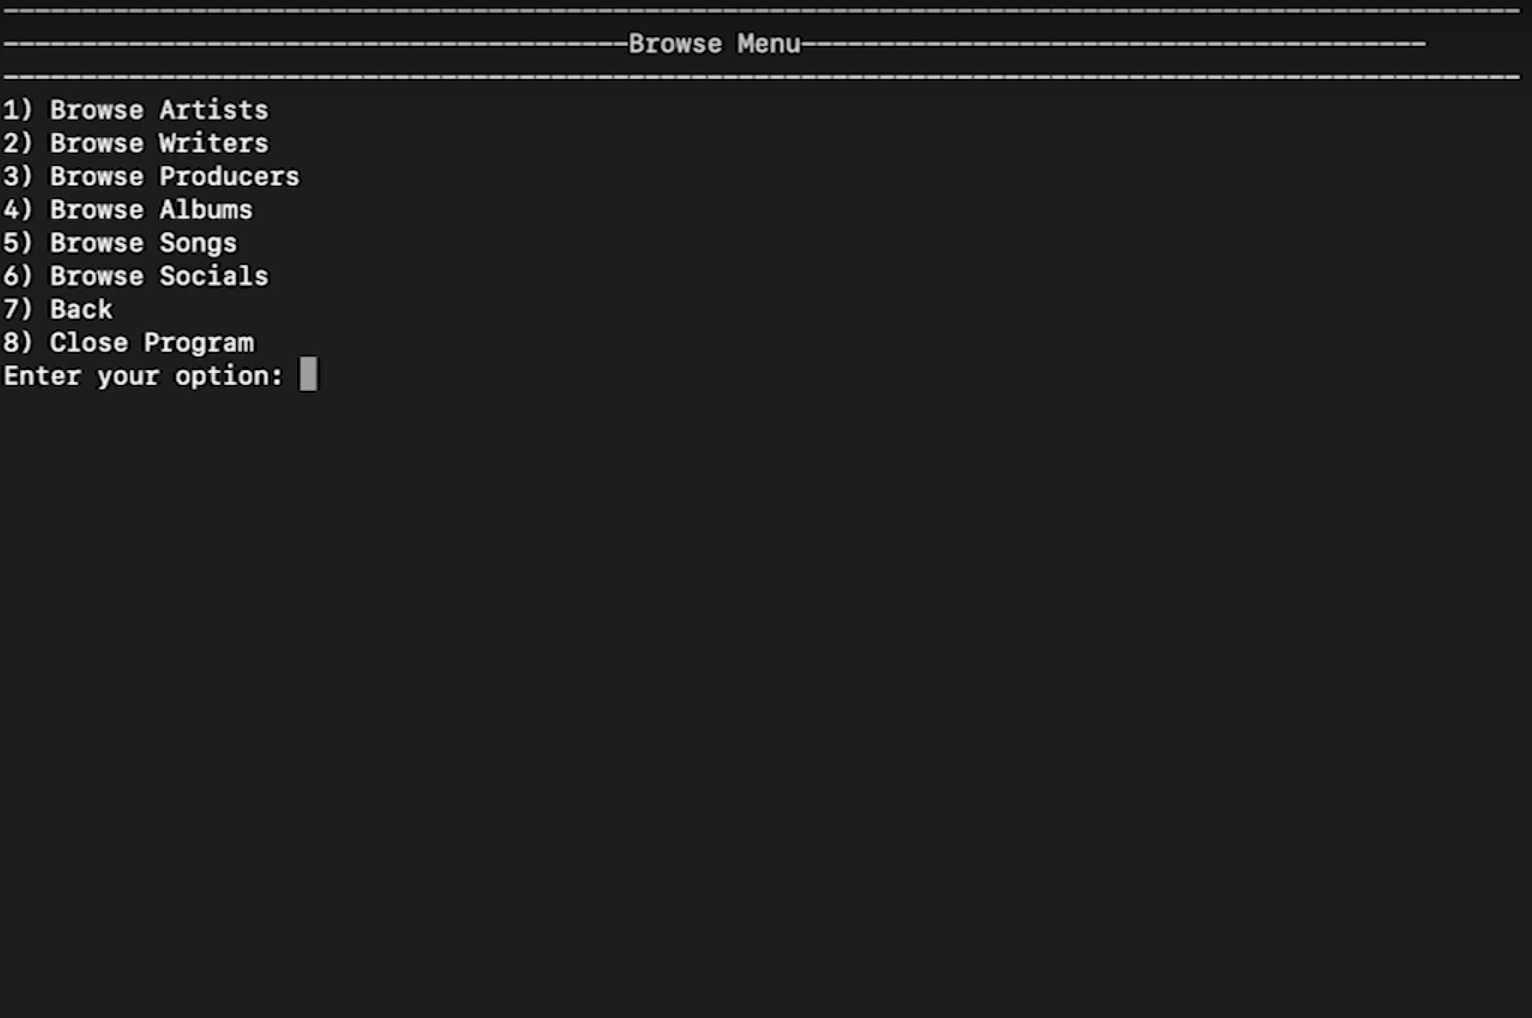 ————————————————————————————————————————————————————————————————————————————————————————————————
————————————————————————————————————————Browse Menu————————————————————————————————————————
————————————————————————————————————————————————————————————————————————————————————————————————
1) Browse Artists
2) Browse Writers
3) Browse Producers
4) Browse Albums
5) Browse Songs
6) Browse Socials
7) Back
8) Close Program
Enter your option: